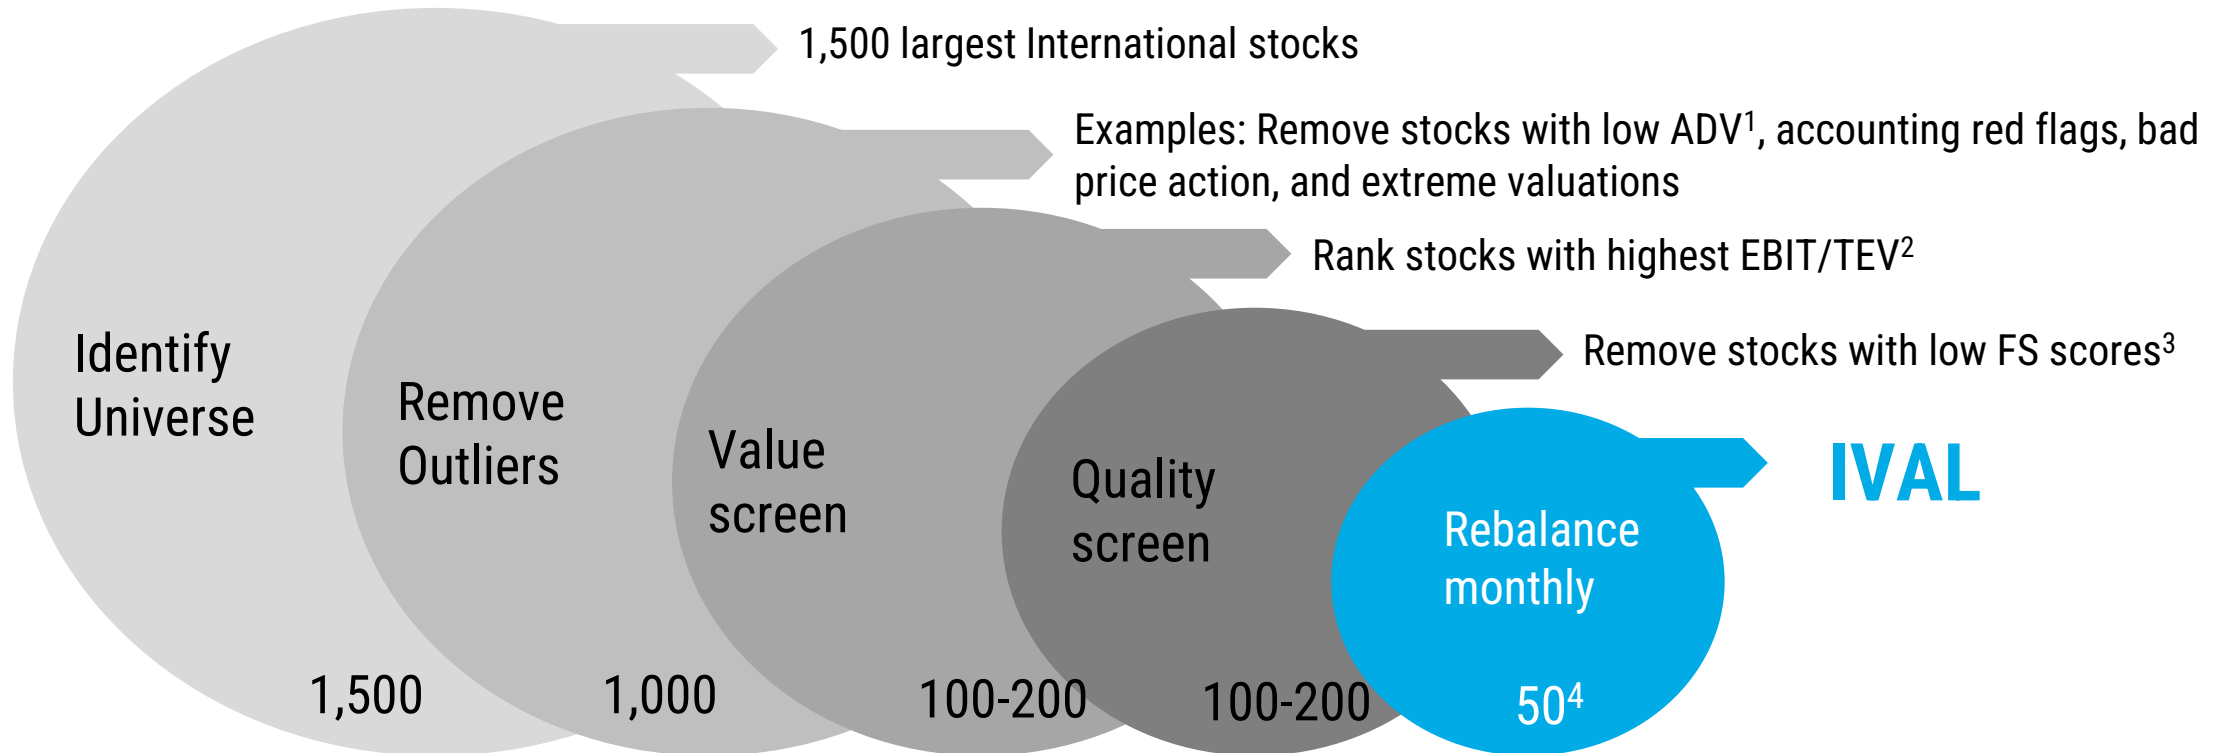 1,500 largest International stocks
Examples: Remove stocks with low ADV¹, accounting red flags, bad
price action, and extreme valuations
Rank stocks with highest EBIT/TEV²
Remove stocks with low FS scores³
IVAL
Identify
Universe
Remove
Outliers
Value
screen
Quality
screen
Rebalance
monthly
1,500
1,000
100-200
100-200
50⁴